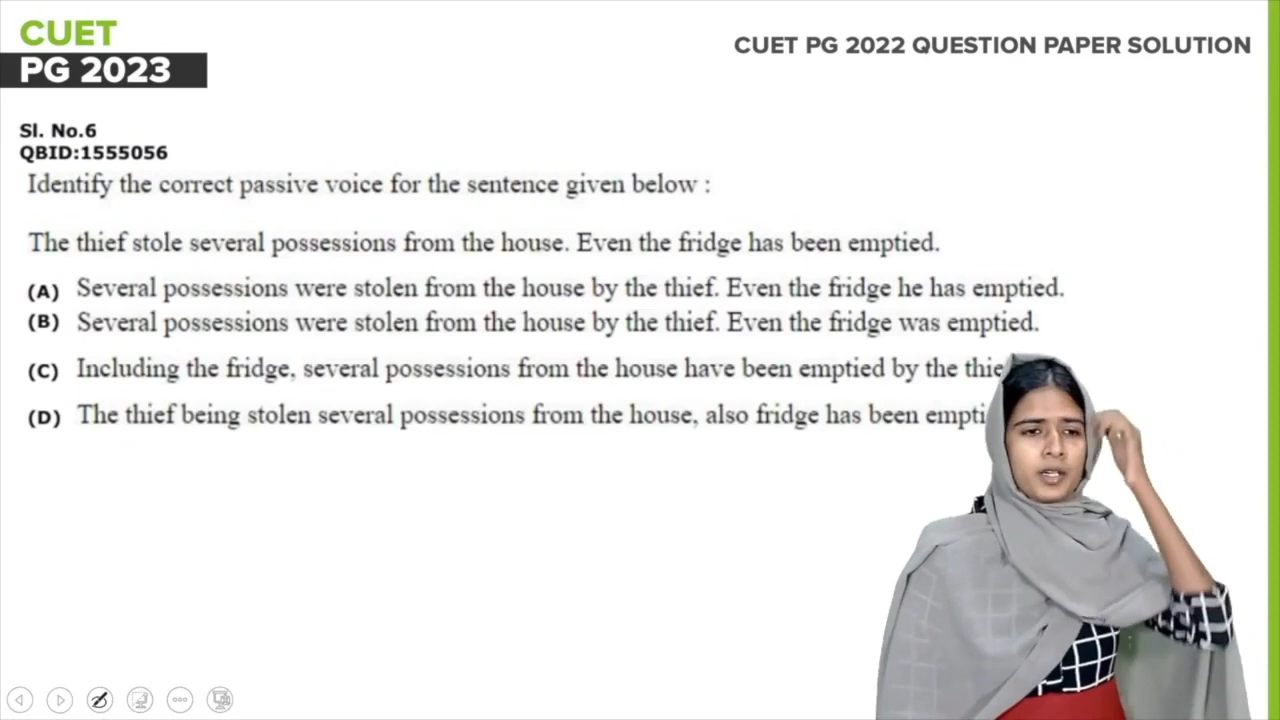 CUET
PG 2023
CUET PG 2022 QUESTION PAPER SOLUTION
Sl. No.6
QBID:1555056
Identify the correct passive voice for the sentence given below :
The thief stole several possessions from the house. Even the fridge has been emptied.
(A) Several possessions were stolen from the house by the thief. Even the fridge he has emptied.
(B) Several possessions were stolen from the house by the thief. Even the fridge was emptied.
(C) Including the fridge, several possessions from the house have been emptied by the
(D) The thief being stolen several possessions from the house, also fridge has been